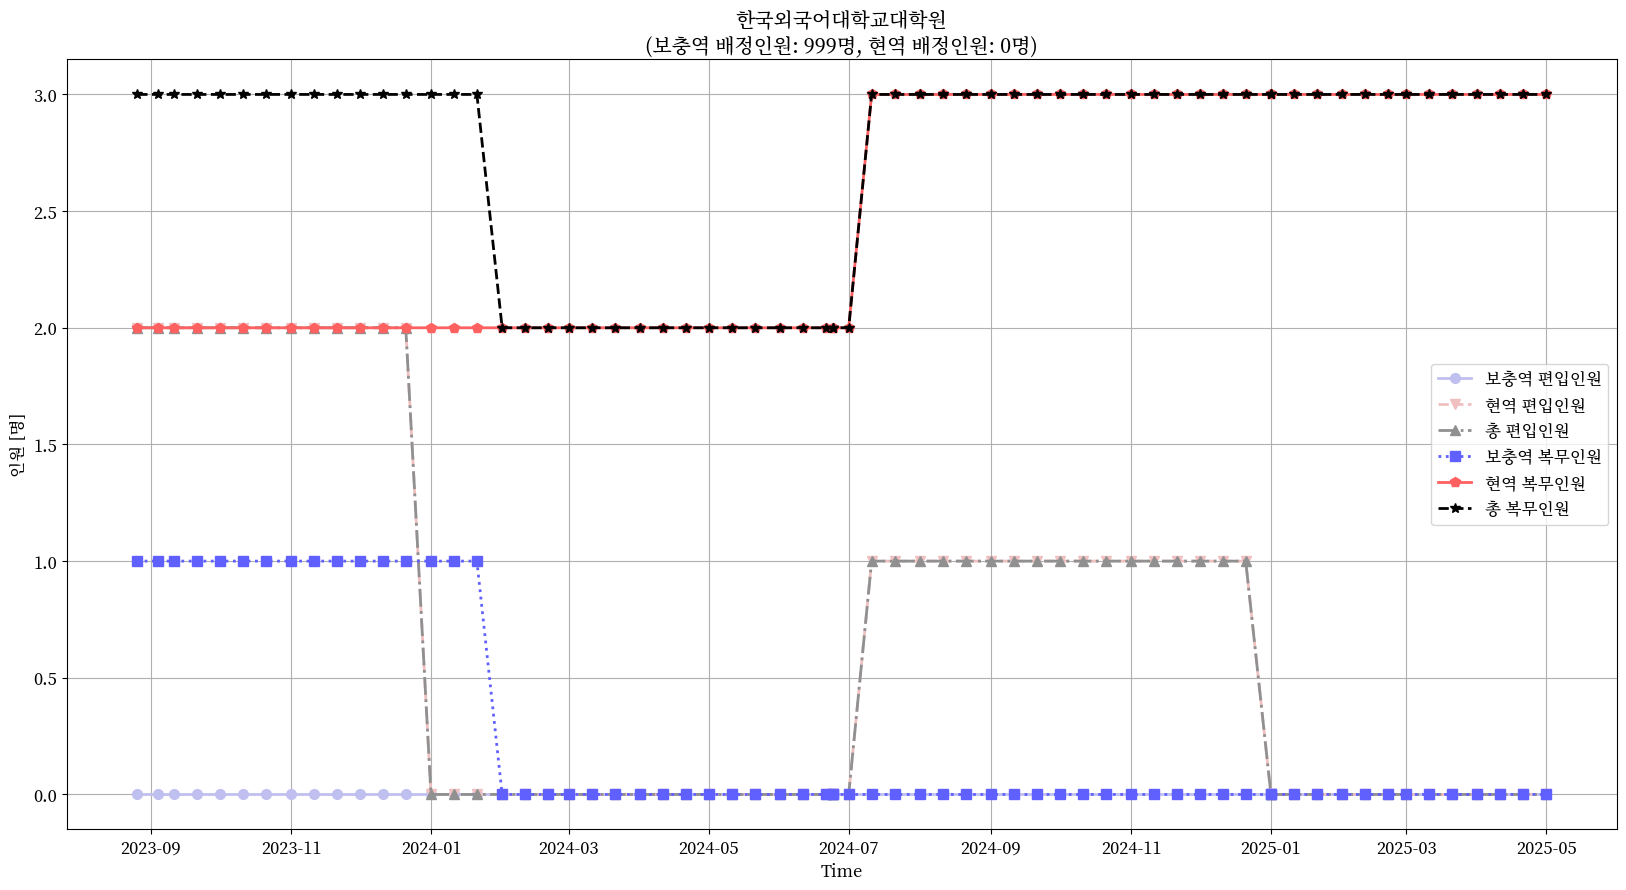 한국외국어대학교대학원
(보충역 배정인원: 999명, 현역 배정인원: 0명)
3.0
2.5
2.0
1.5
1.0
0.5
0.0
인원 [명]
보충역 편입인원
현역 편입인원
총 편입인원
보충역 복무인원
현역 복무인원
총 복무인원
2023-09 2023-11 2024-01 2024-03 2024-05 2024-07 2024-09 2024-11 2025-01 2025-03 2025-05
Time